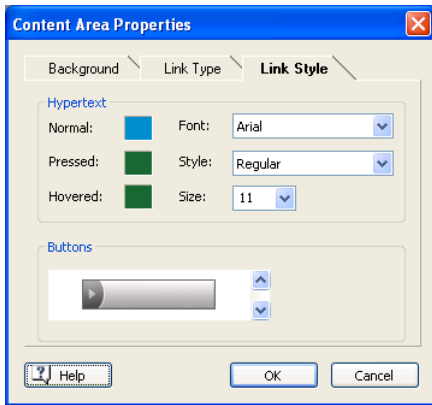 Content Area Properties
Background Link Type Link Style
Hypertext
Normal: Font: Arial
Pressed: Style: Regular
Hovered: Size: 11
Buttons
Help OK Cancel